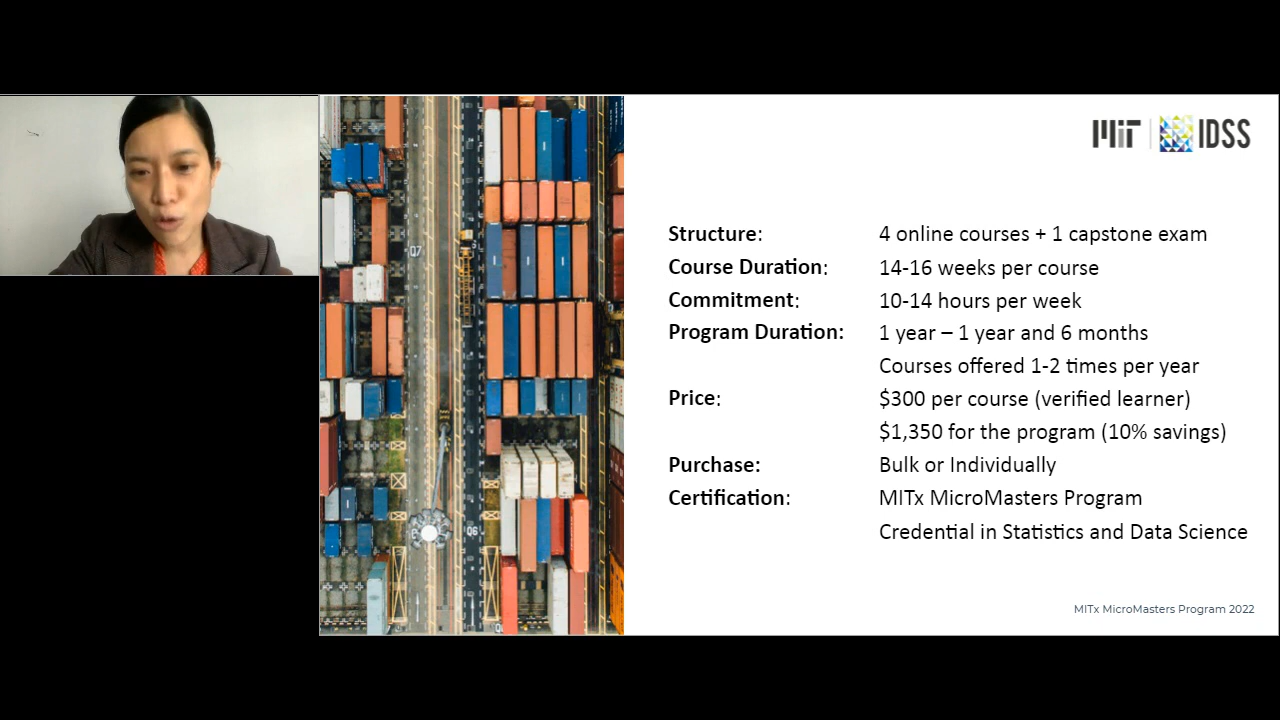 MIT IDSS
Structure: 4 online courses + 1 capstone exam
Course Duration: 14-16 weeks per course
Commitment: 10-14 hours per week
Program Duration: 1 year – 1 year and 6 months
Courses offered 1-2 times per year
Price: $300 per course (verified learner)
$1,350 for the program (10% savings)
Purchase: Bulk or Individually
Certification: MITx MicroMasters Program
Credential in Statistics and Data Science
MITx MicroMasters Program 2022
07
06